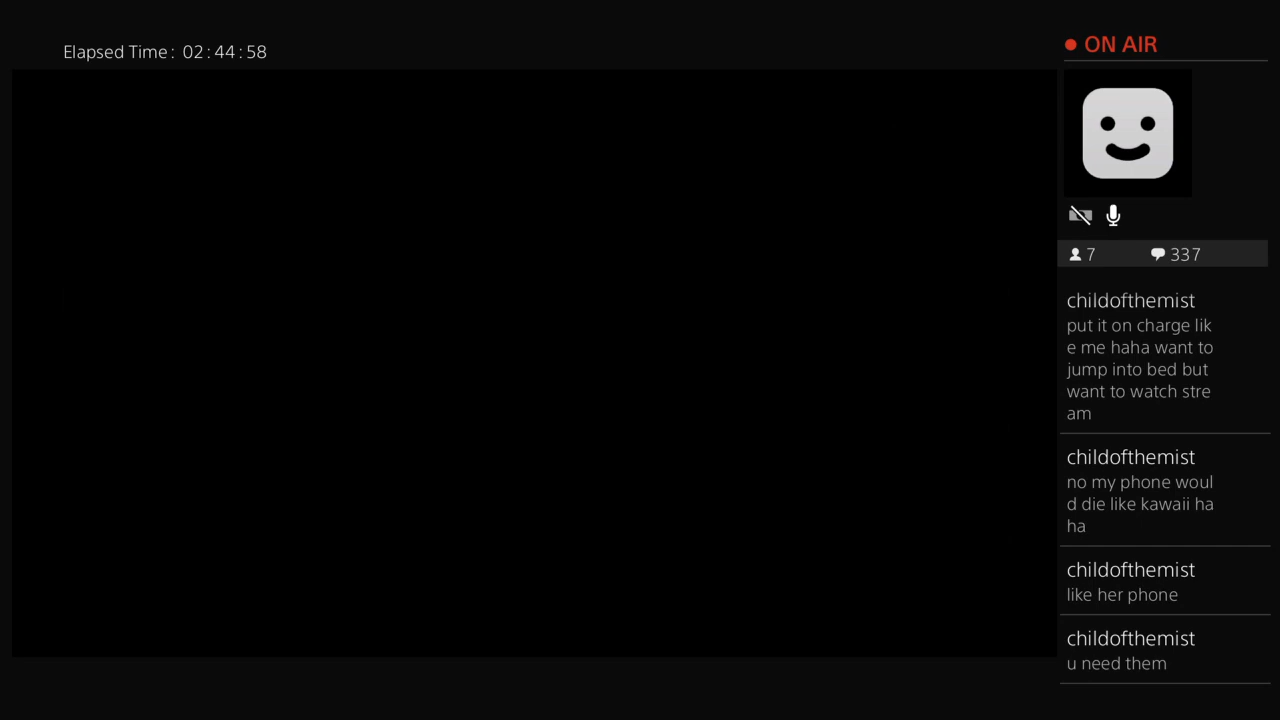 Elapsed Time: 02:44:58
ON AIR
7 337
childofthemist
put it on charge lik
e me haha want to
jump into bed but
want to watch stre
am
childofthemist
no my phone woul
d die like kawaii ha
ha
childofthemist
like her phone
childofthemist
u need them